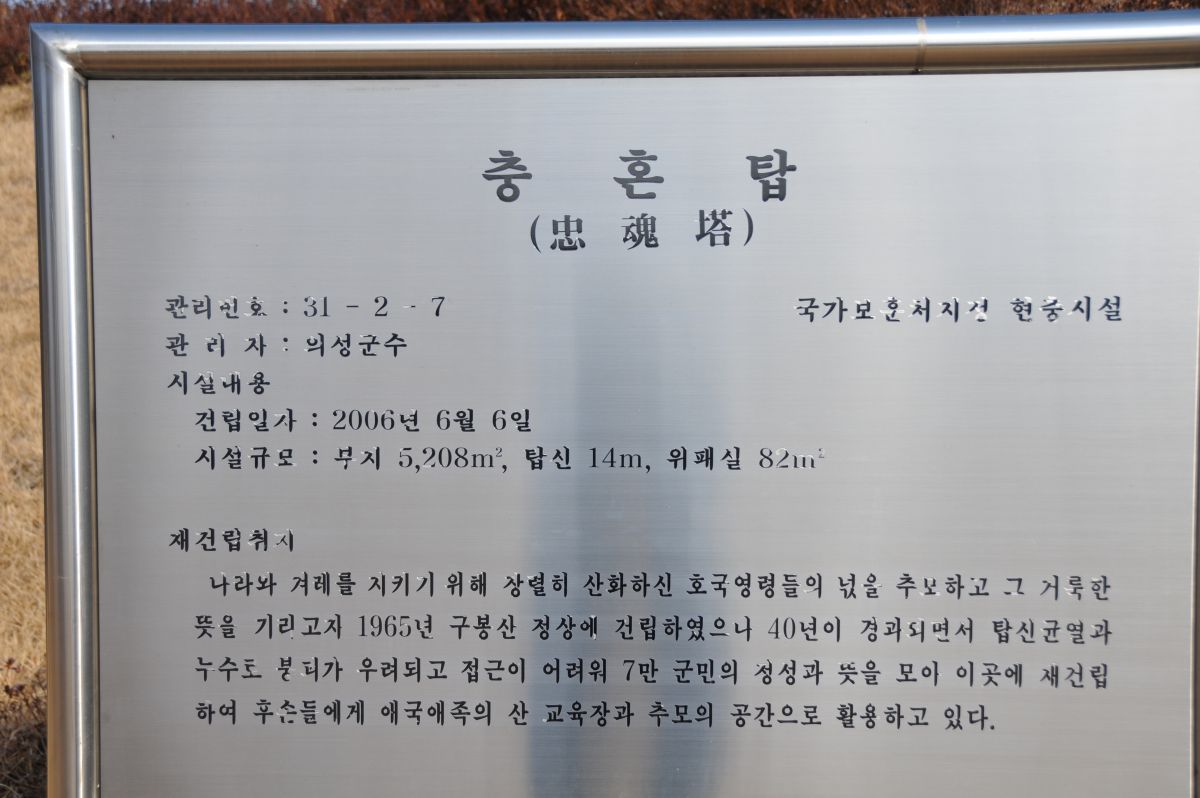 충 혼 탑
(忠 魂 塔)
관리번호 : 31 - 2 - 7 국가보훈처지정 현충시설
관 리 자 : 의성군수
시설내용
건립일자 : 2006년 6월 6일
시설규모 : 부지 5,208m², 탑신 14m, 위패실 82m²
재건립취지
나라와 겨레를 지키기 위해 장렬히 산화하신 호국영령들의 넋을 추모하고 그 거룩한
뜻을 기리고자 1965년 구봉산 정상에 건립하였으나 40년이 경과되면서 탑신균열과
누수로 붕괴가 우려되고 접근이 어려워 7만 군민의 정성과 뜻을 모아 이곳에 재건립
하여 후손들에게 애국애족의 산 교육장과 추모의 공간으로 활용하고 있다.